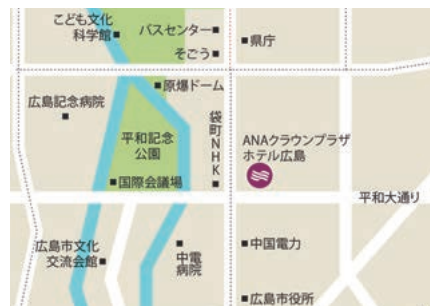 こども文化
科学館
バスセンター
そごう
県庁
原爆ドーム
広島記念病院
平和記念
公園
袋町NHK
ANAクラウンプラザ
ホテル広島
国際会議場
平和大通り
広島市文化
交流会館
中電
病院
中国電力
広島市役所